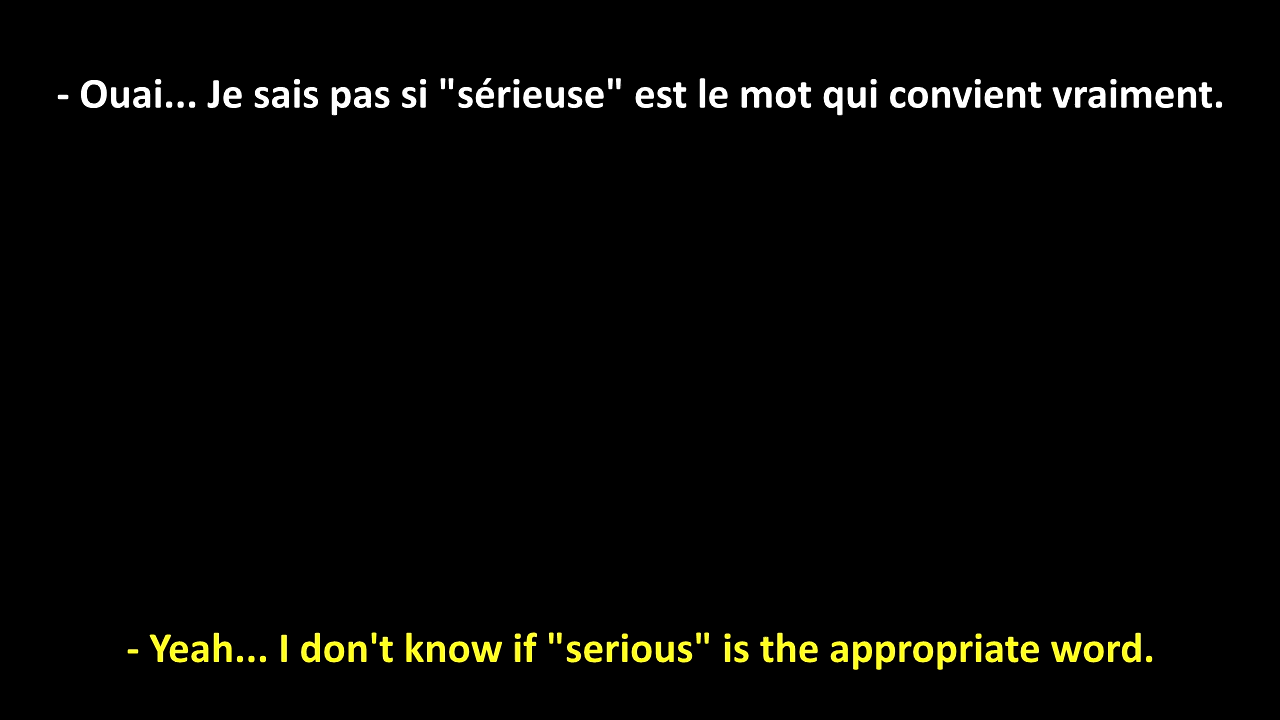 - Ouai... Je sais pas si "sérieuse" est le mot qui convient vraiment.
- Yeah... I don't know if "serious" is the appropriate word.